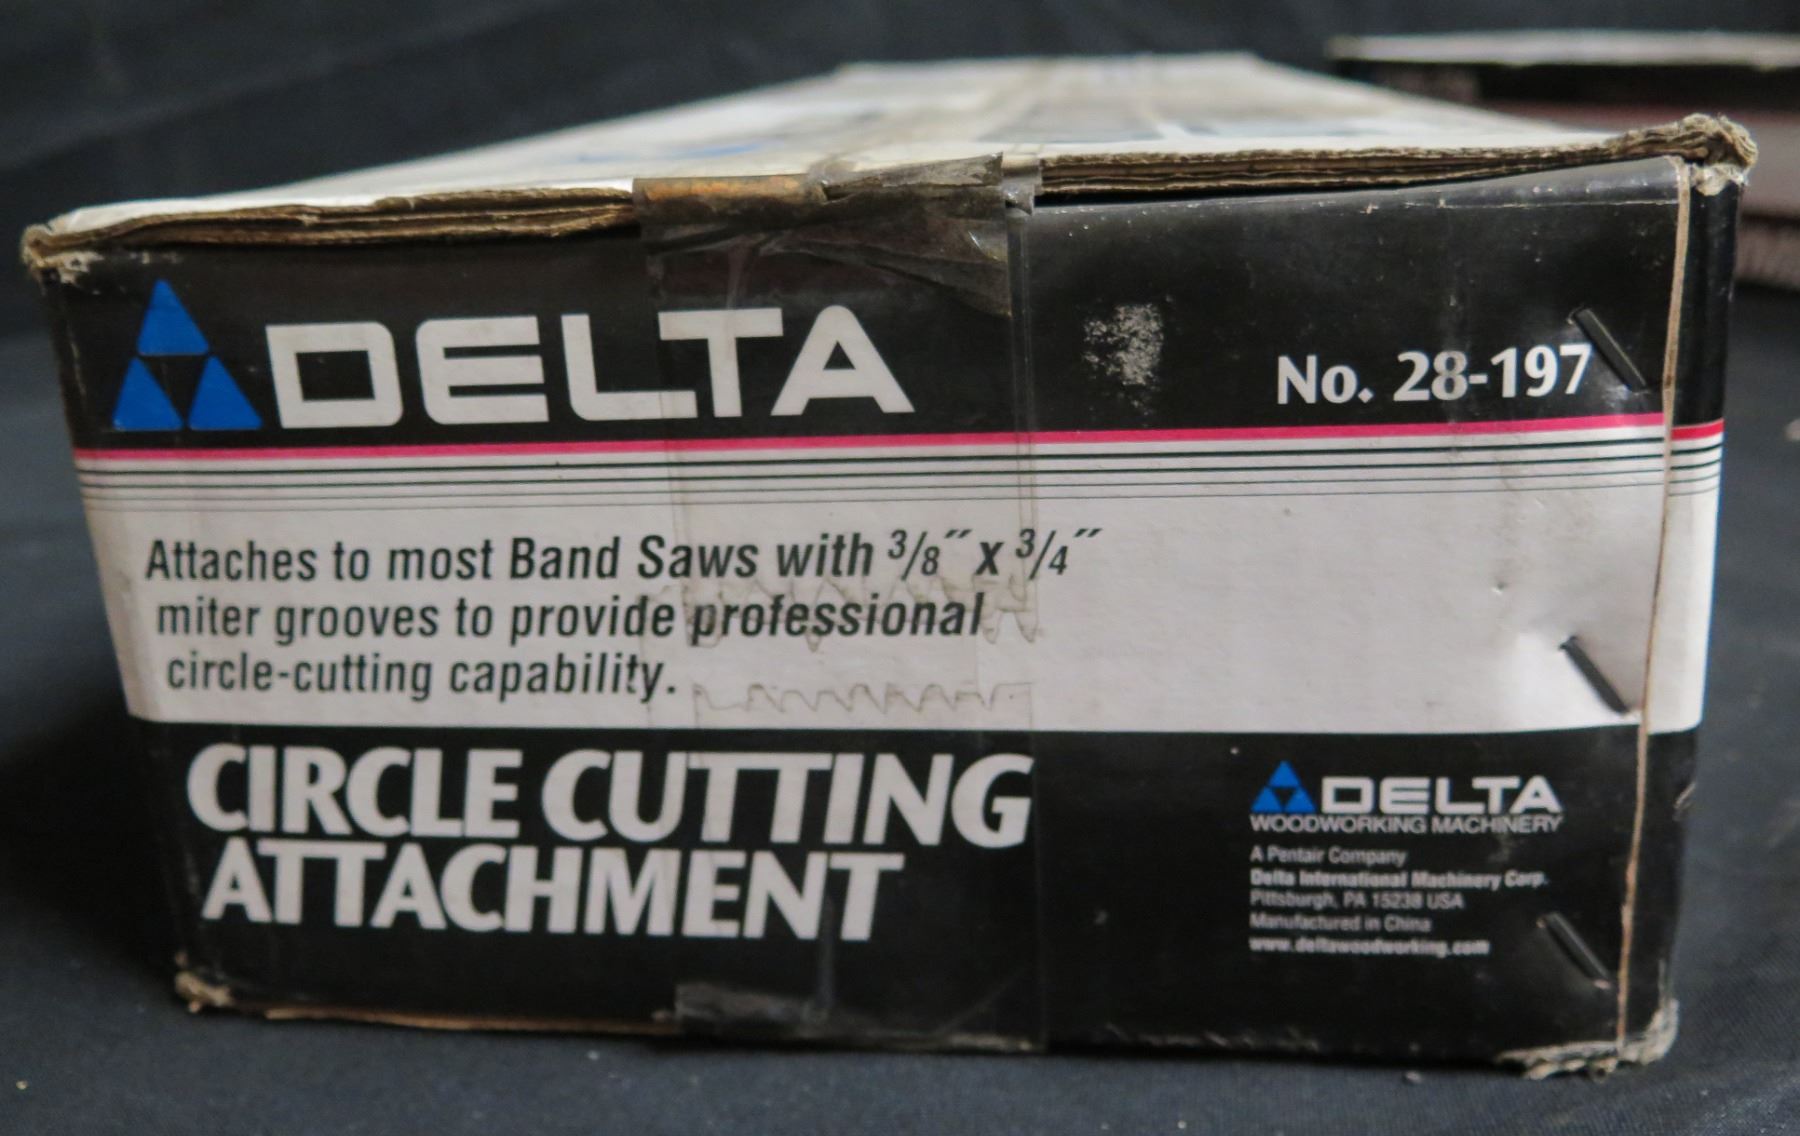 DELTA
No. 28-197
Attaches to most Band Saws with 3/8" x 3/4"
miter grooves to provide professional
circle-cutting capability.
CIRCLE CUTTING
ATTACHMENT
DELTA
WOODWORKING MACHINERY
A Pentair Company
Delta International Machinery Corp.
Pittsburgh, PA 15238 USA
Manufactured in China
www.deltawoodworking.com